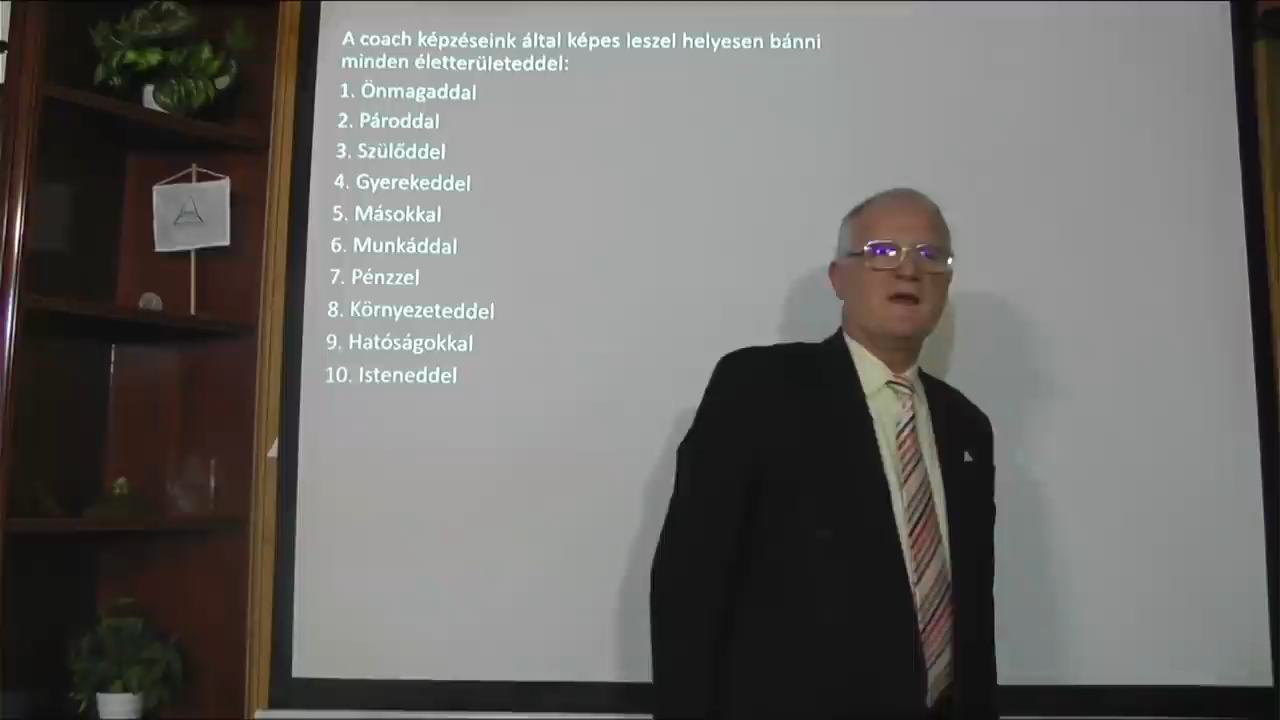 A coach képzéseink által képes leszel helyesen bánni
minden életterületeddel:
1. Önmagaddal
2. Pároddal
3. Szülőddel
4. Gyerekeddel
5. Másokkal
6. Munkáddal
7. Pénzzel
8. Környezeteddel
9. Hatóságokkal
10. Isteneddel